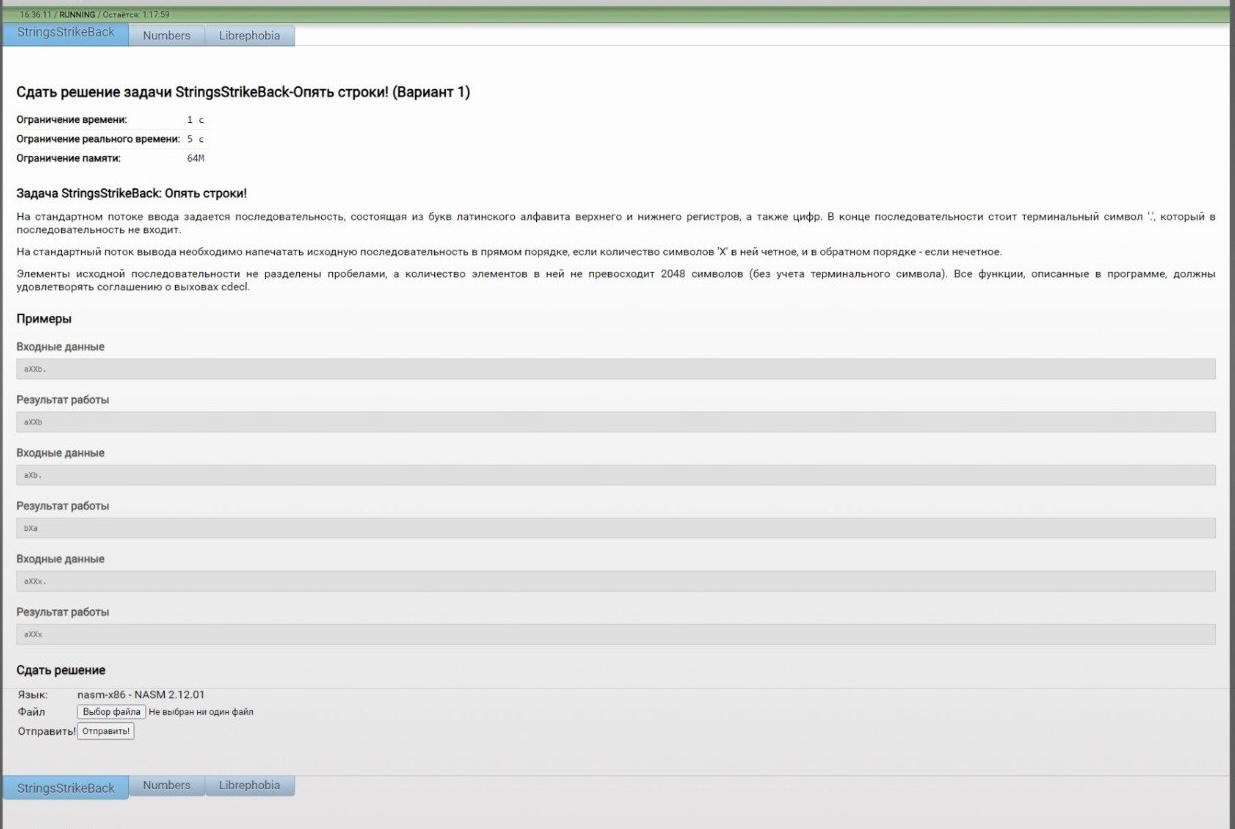 16:36:11 / RUNNING / Остаётся: 1:17:59
StringsStrikeBack Numbers Librephobia
Сдать решение задачи StringsStrikeBack-Опять строки! (Вариант 1)
Ограничение времени: 1 с
Ограничение реального времени: 5 с
Ограничение памяти: 64M
Задача StringsStrikeBack: Опять строки!
На стандартном потоке ввода задается последовательность, состоящая из букв латинского алфавита верхнего и нижнего регистров, а также цифр. В конце последовательности стоит терминальный символ '.', который в
последовательность не входит.
На стандартный поток вывода необходимо напечатать исходную последовательность в прямом порядке, если количество символов 'X' в ней четное, и в обратном порядке - если нечетное.
Элементы исходной последовательности не разделены пробелами, а количество элементов в ней не превосходит 2048 символов (без учета терминального символа). Все функции, описанные в программе, должны
удовлетворять соглашению о выховах cdecl.
Примеры
Входные данные
aXXb.
Результат работы
aXXb
Входные данные
aXb.
Результат работы
bXa
Входные данные
aXXx.
Результат работы
aXXx
Сдать решение
Язык: nasm-x86 - NASM 2.12.01
Файл Выбор файла Не выбран ни один файл
Отправить! Отправить!
StringsStrikeBack Numbers Librephobia